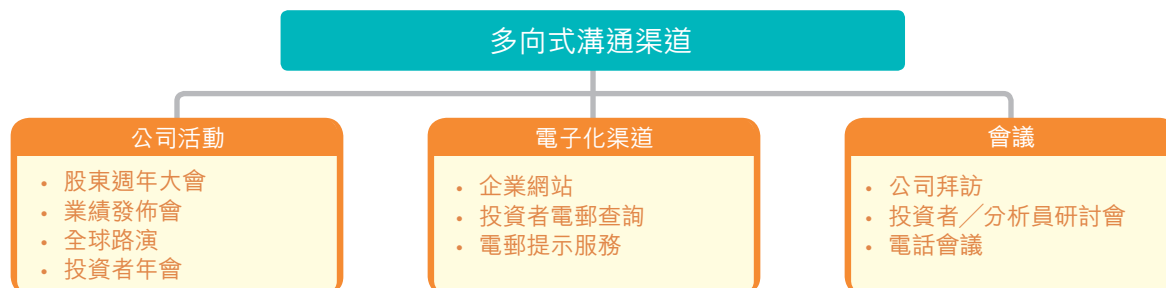 多向式溝通渠道
公司活動
• 股東週年大會
• 業績發佈會
• 全球路演
• 投資者年會
電子化渠道
• 企業網站
• 投資者電郵查詢
• 電郵提示服務
會議
• 公司拜訪
• 投資者╱分析員研討會
• 電話會議